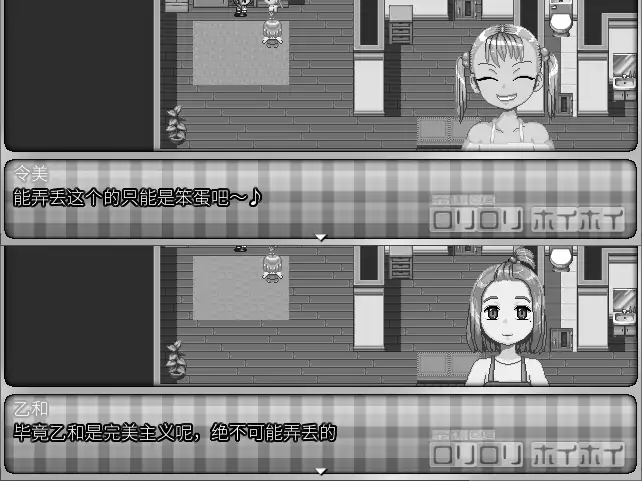 令美
能弄丢这个的只能是笨蛋吧～♪
ロリロリ ホイホイ
乙和
毕竟乙和是完美主义呢，绝不可能弄丢的
ロリロリ ホイホイ